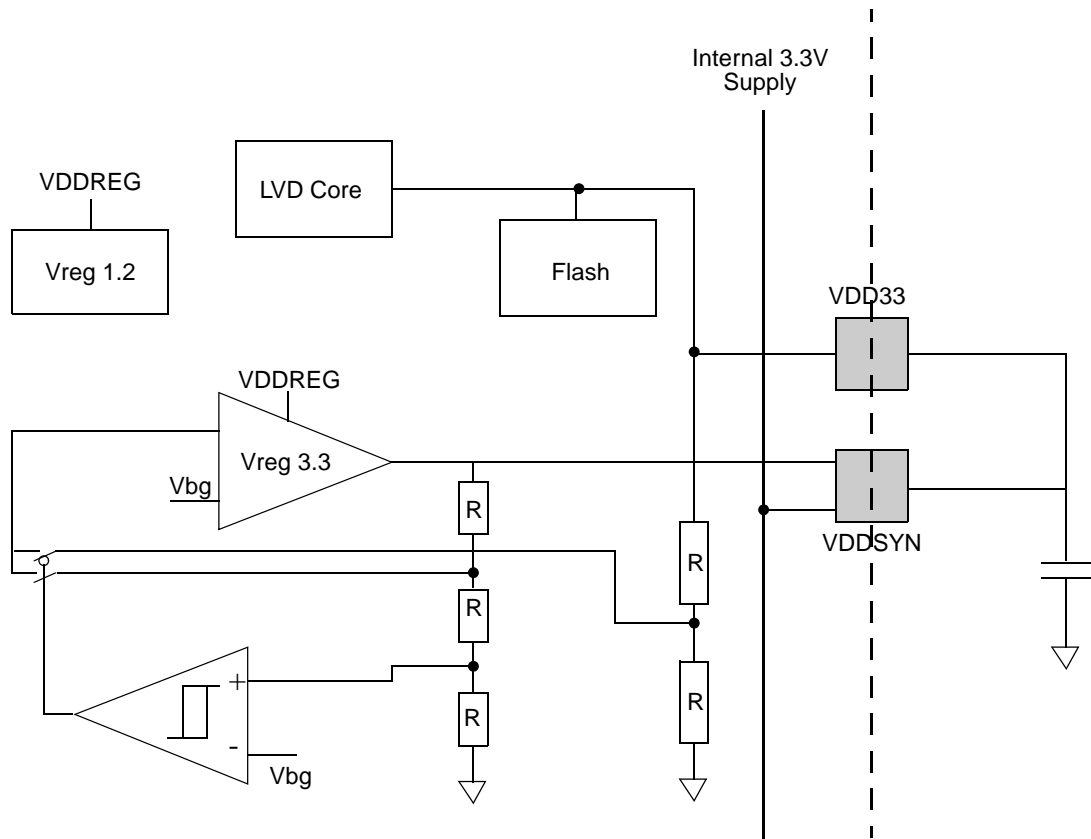 Internal 3.3V
Supply
VDDREG
LVD Core
Vreg 1.2
Flash
VDD33
VDDREG
Vreg 3.3
Vbg
R
VDDSYN
R
R
+
R
R
-
Vbg